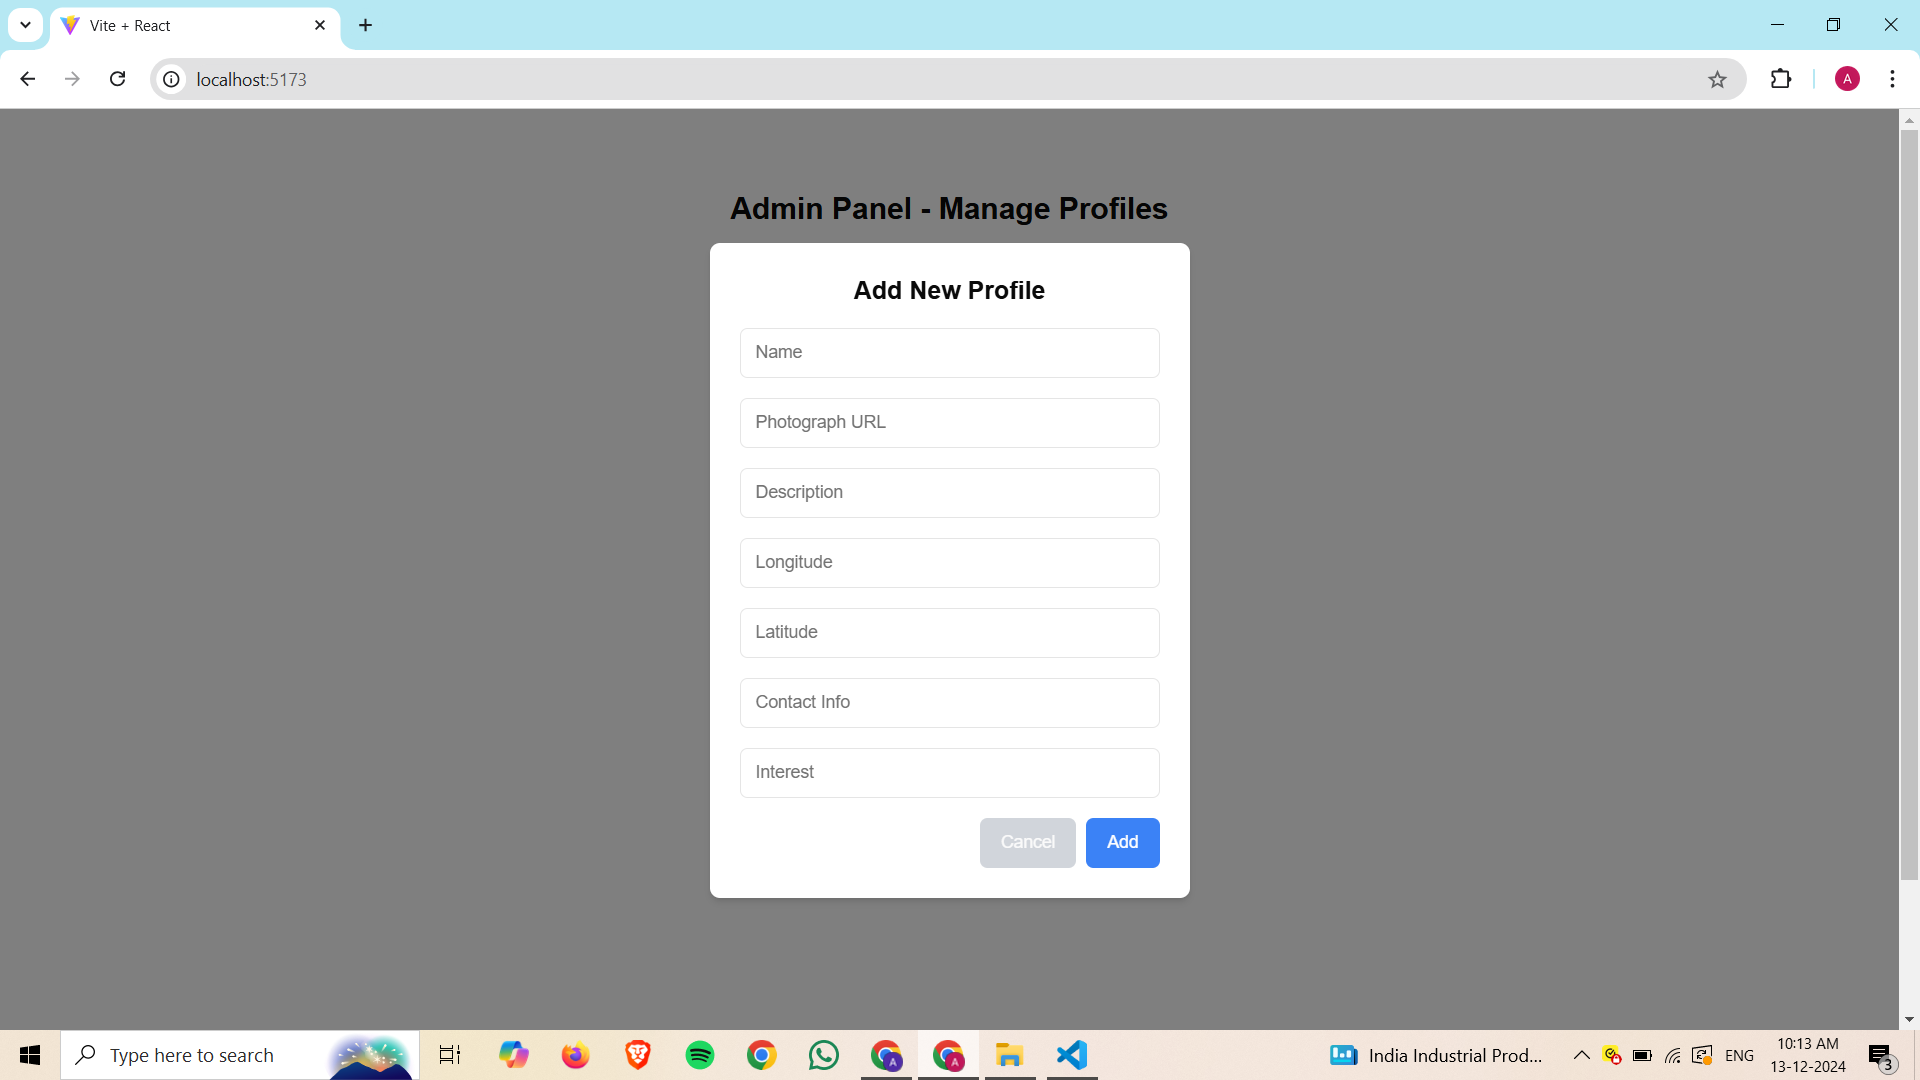 Vite + React
localhost:5173
A
Admin Panel - Manage Profiles
Add New Profile
Name
Photograph URL
Description
Longitude
Latitude
Contact Info
Interest
Cancel
Add
Type here to search
A
A
India Industrial Prod...
ENG
10:13 AM
13-12-2024
3